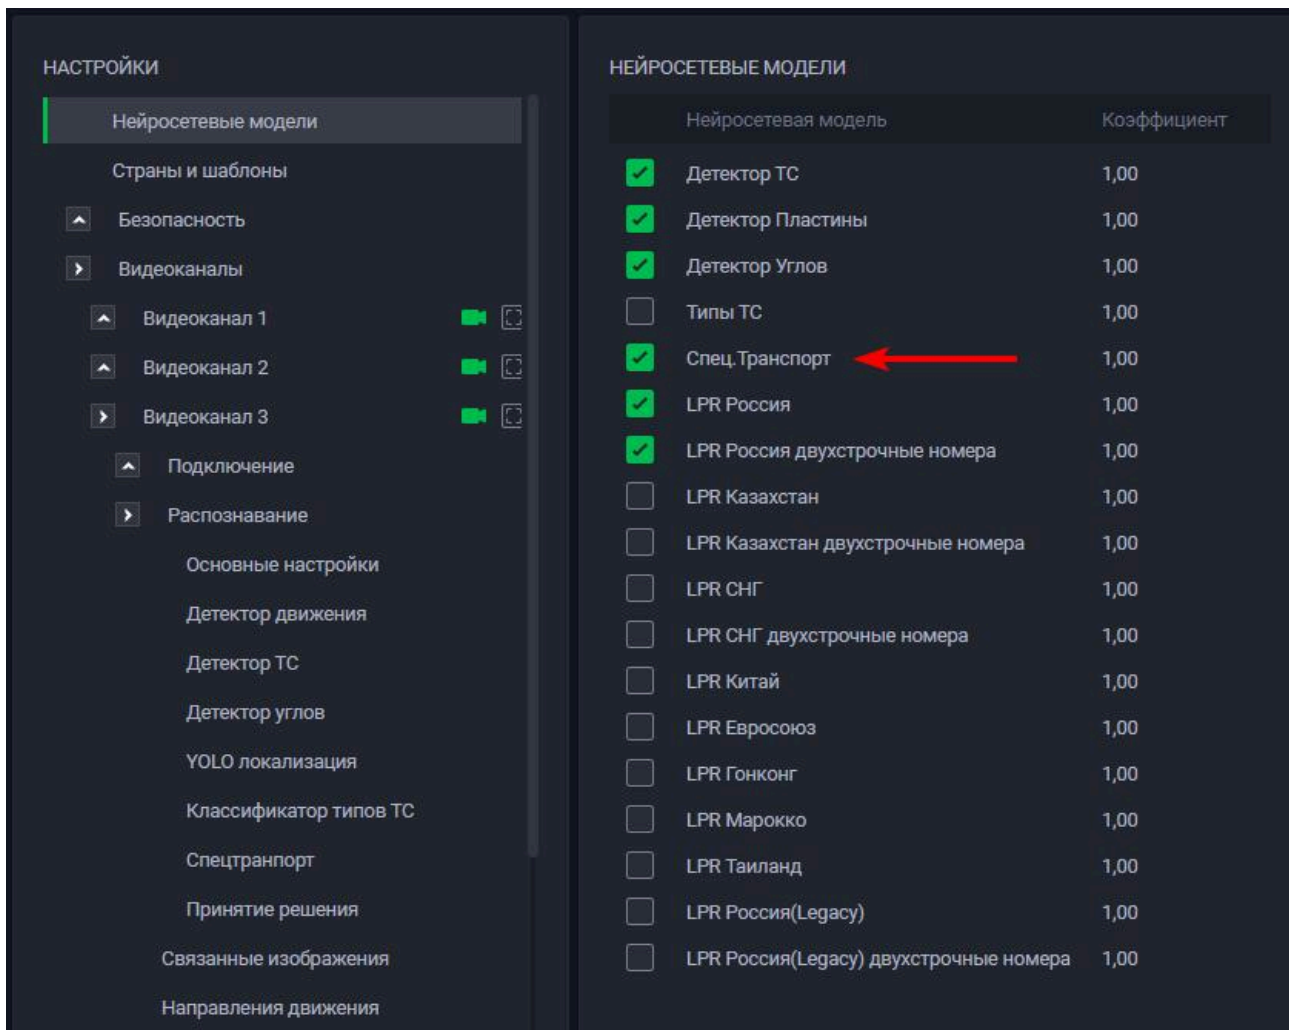 НАСТРОЙКИ
Нейросетевые модели
Страны и шаблоны
Безопасность
Видеоканалы
Видеоканал 1
Видеоканал 2
Видеоканал 3
Подключение
Распознавание
Основные настройки
Детектор движения
Детектор ТС
Детектор углов
YOLO локализация
Классификатор типов ТС
Спецтранпорт
Принятие решения
Связанные изображения
Направления движения
НЕЙРОСЕТЕВЫЕ МОДЕЛИ
Нейросетевая модель Коэффициент
Детектор ТС 1,00
Детектор Пластины 1,00
Детектор Углов 1,00
Типы ТС 1,00
Спец.Транспорт 1,00
LPR Россия 1,00
LPR Россия двухстрочные номера 1,00
LPR Казахстан 1,00
LPR Казахстан двухстрочные номера 1,00
LPR СНГ 1,00
LPR СНГ двухстрочные номера 1,00
LPR Китай 1,00
LPR Евросоюз 1,00
LPR Гонконг 1,00
LPR Марокко 1,00
LPR Таиланд 1,00
LPR Россия(Legacy) 1,00
LPR Россия(Legacy) двухстрочные номера 1,00